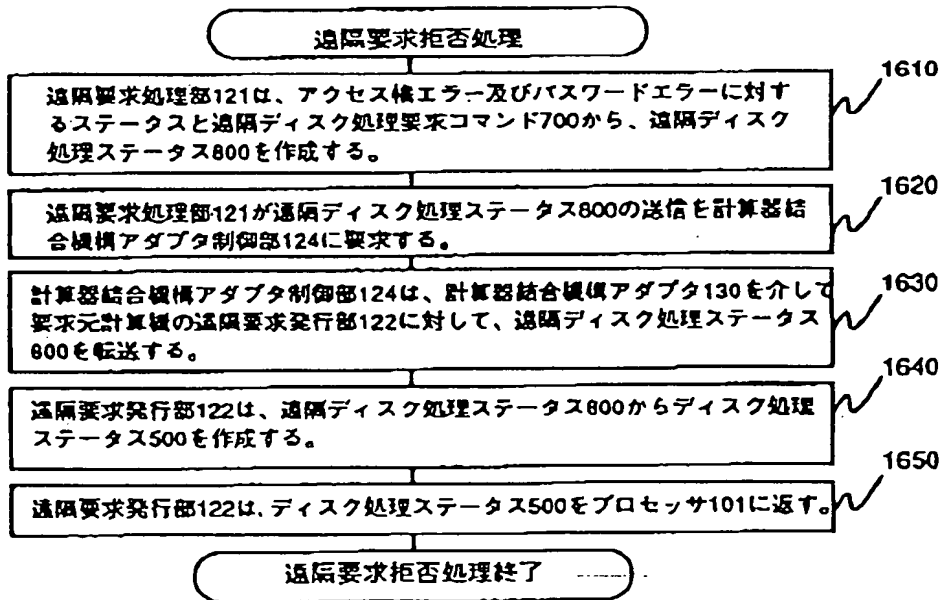 遠隔要求拒否処理
1610
遠隔要求処理部121は、アクセス権エラー及びパスワードエラーに対す
るステータスと遠隔ディスク処理要求コマンド700から、遠隔ディスク
処理ステータス800を作成する。
1620
遠隔要求処理部121が遠隔ディスク処理ステータス800の送信を計算器結
合機構アダプタ制御部124に要求する。
1630
計算器結合機構アダプタ制御部124は、計算器結合機構アダプタ130を介して
要求元計算機の遠隔要求発行部122に対して、遠隔ディスク処理ステータス
800を転送する。
1640
遠隔要求発行部122は、遠隔ディスク処理ステータス800からディスク処理
ステータス500を作成する。
1650
遠隔要求発行部122は、ディスク処理ステータス500をプロセッサ101に返す。
遠隔要求拒否処理終了